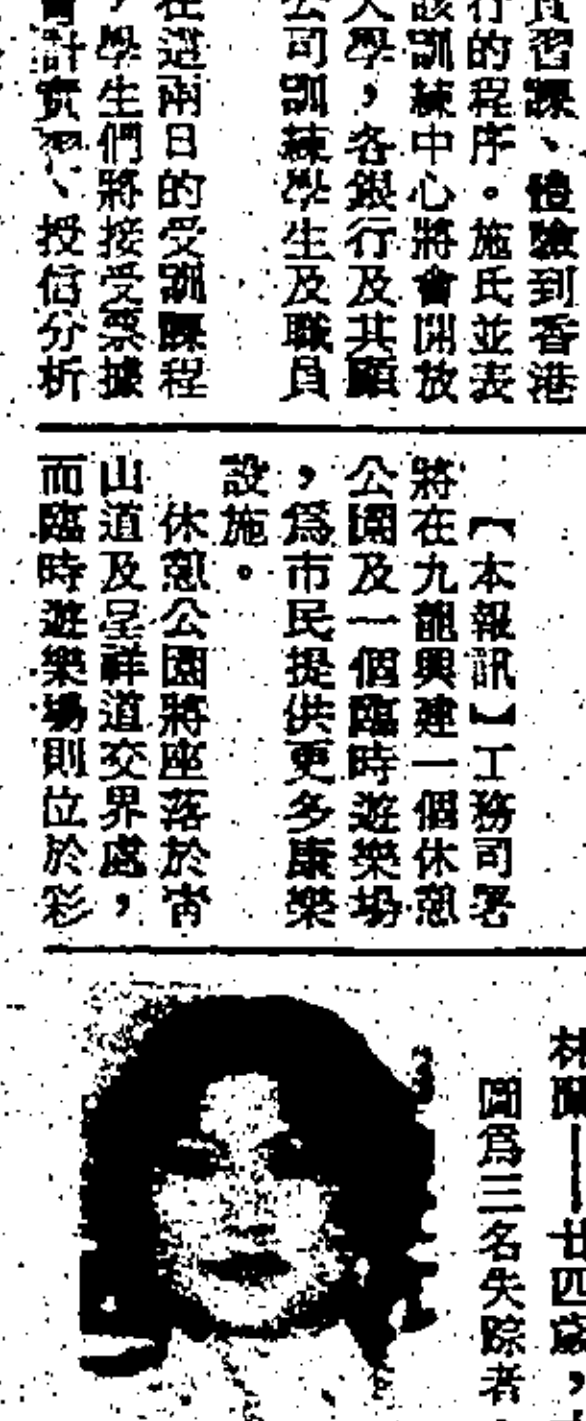 習課、體驗到香港
行的程序。施氏並表
該訓練中心將會開放
大學,各銀行及其顧
公司訓練學生及職員
在這兩日的受訓課程
,學生們將接受票據
會計實習、授信分析
【本報訊】工務司署
將在九龍興建一個休憩
公園及一個臨時遊樂場
,爲市民提供更多康樂
設施。
休憩公園將座落於
山道及呈祥道交界處,
而臨時遊樂場則位於彩
林——廿四歲,
圖爲三名失踪者